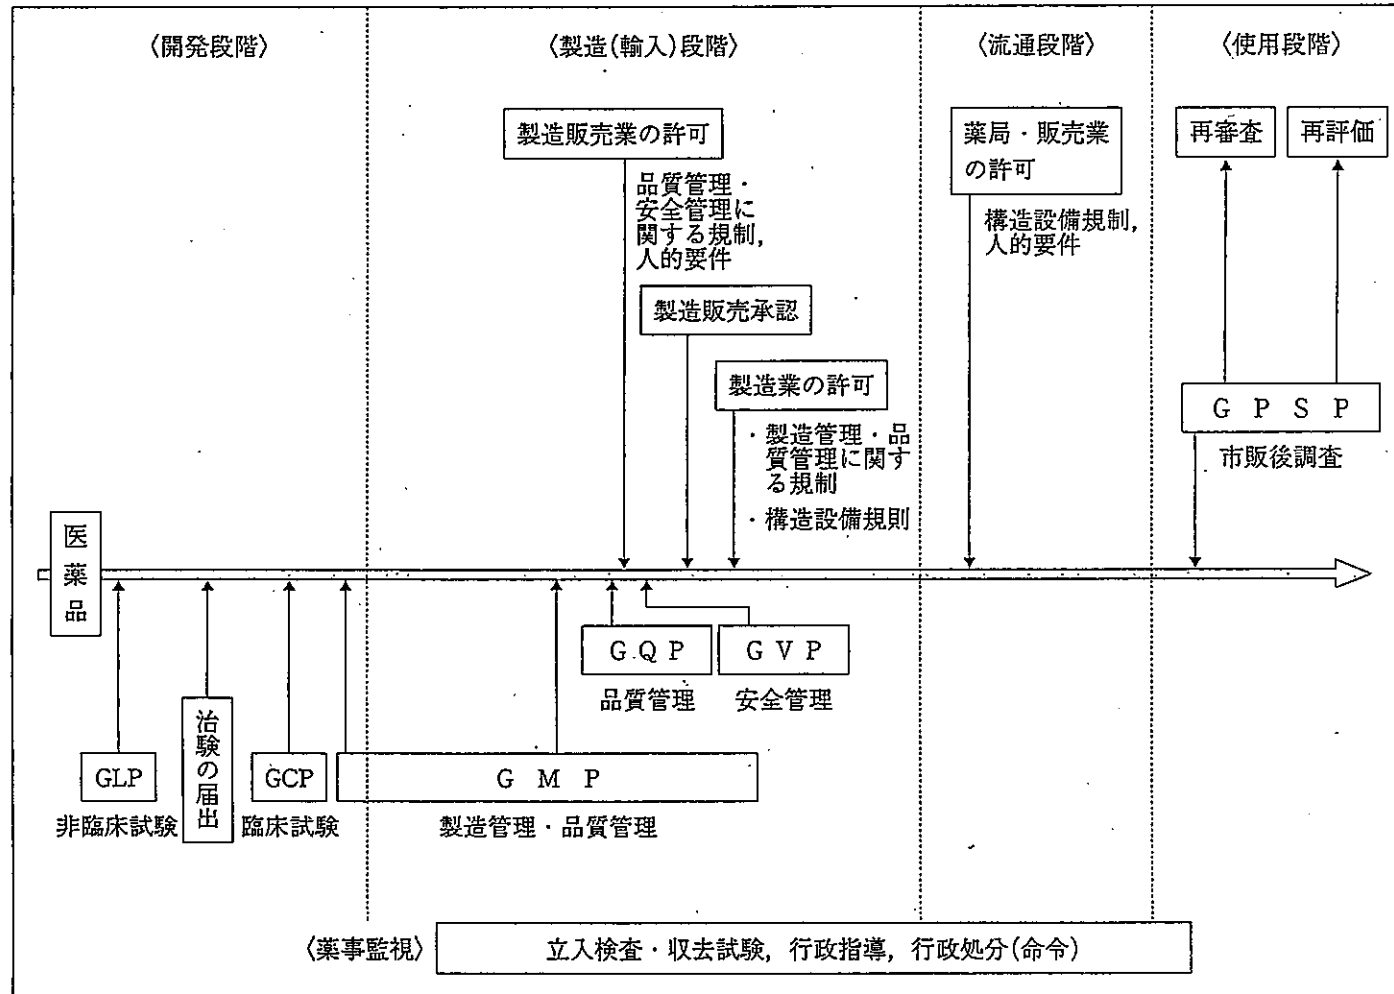 〈開発段階〉
〈製造(輸入)段階〉
〈流通段階〉
〈使用段階〉
製造販売業の許可
品質管理・
安全管理に
関する規制,
人的要件
製造販売承認
製造業の許可
・製造管理・品
質管理に関す
る規制
・構造設備規則
薬局・販売業
の許可
構造設備規制,
人的要件
再審査
再評価
G P S P
市販後調査
医薬品
G Q P
品質管理
G V P
安全管理
GLP
非臨床試験
治験の届出
GCP
臨床試験
G M P
製造管理・品質管理
〈薬事監視〉
立入検査・収去試験, 行政指導, 行政処分(命令)